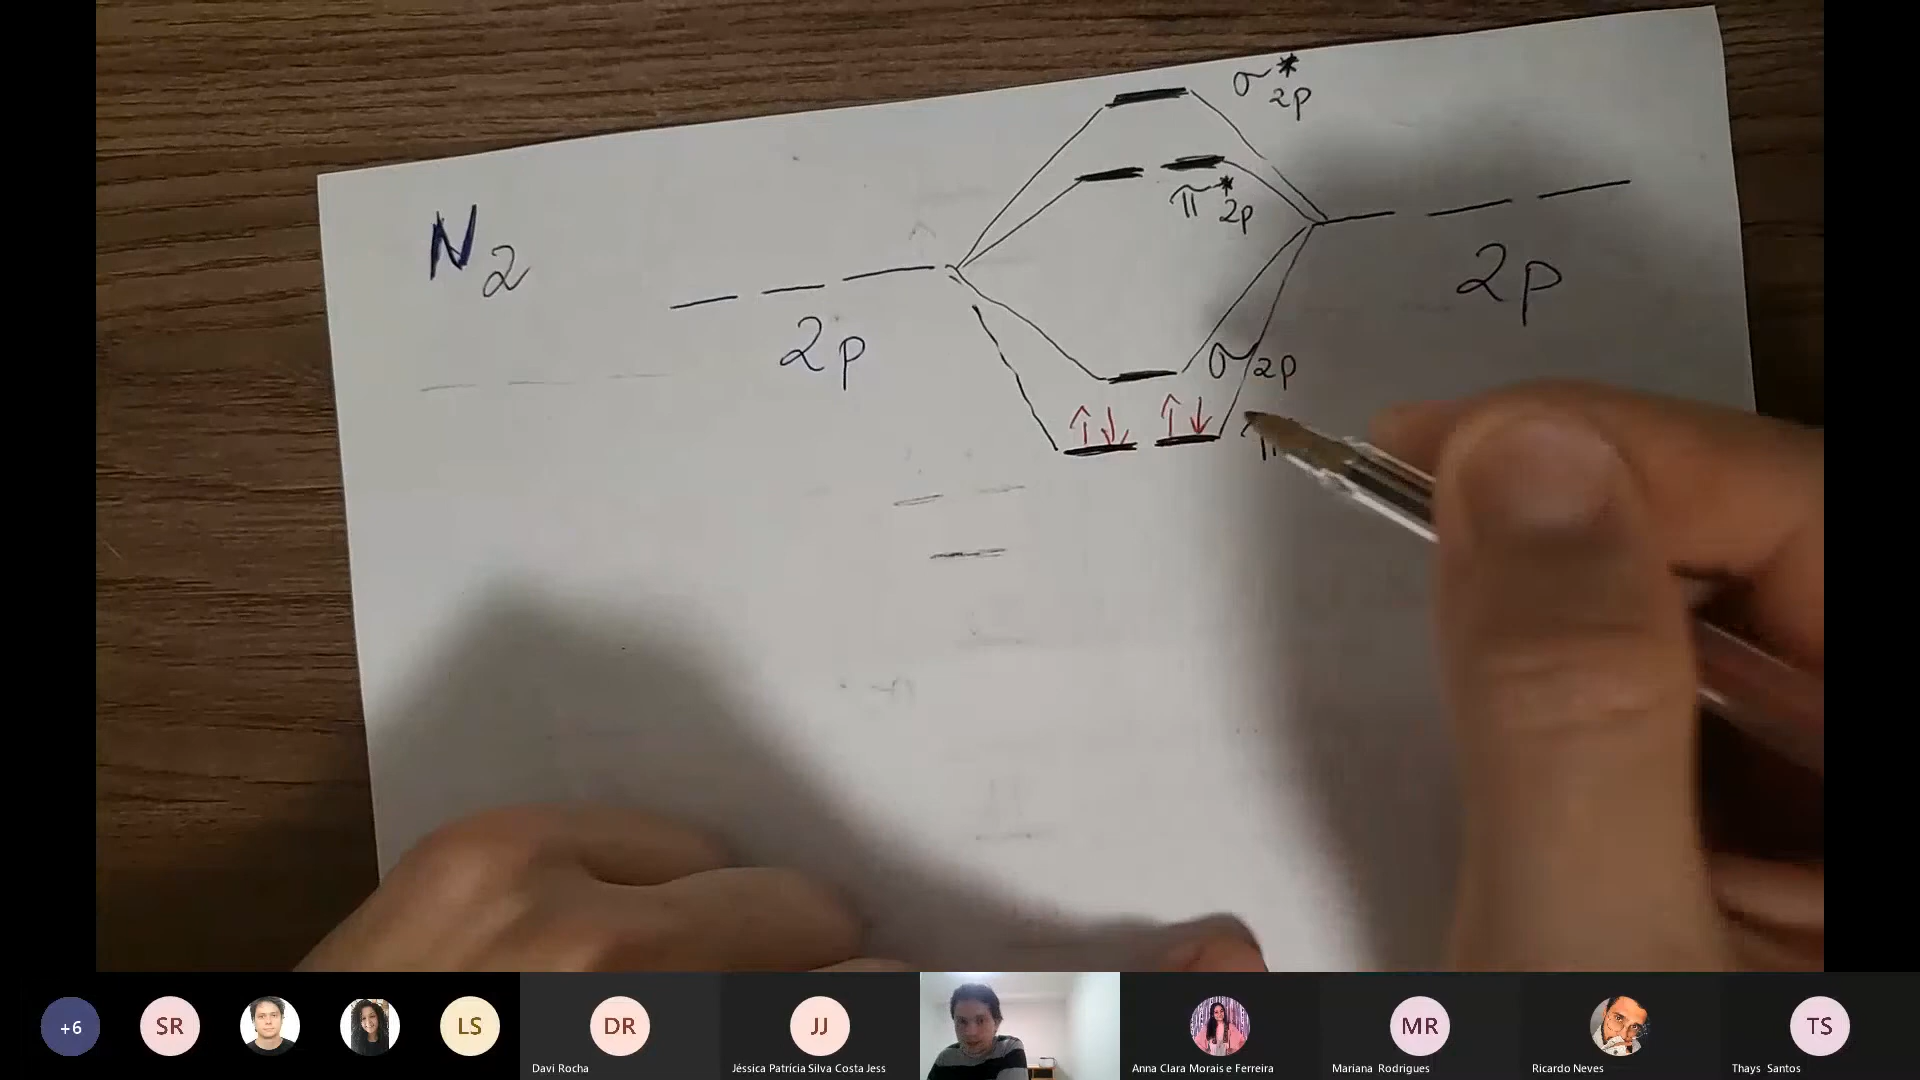 σ*2p
π*2p
N2
2p
2p
σ2p
π
+6
SR
LS
DR
JJ
MR
TS
Davi Rocha
Jéssica Patrícia Silva Costa Jess
Anna Clara Morais e Ferreira
Mariana Rodrigues
Ricardo Neves
Thays Santos